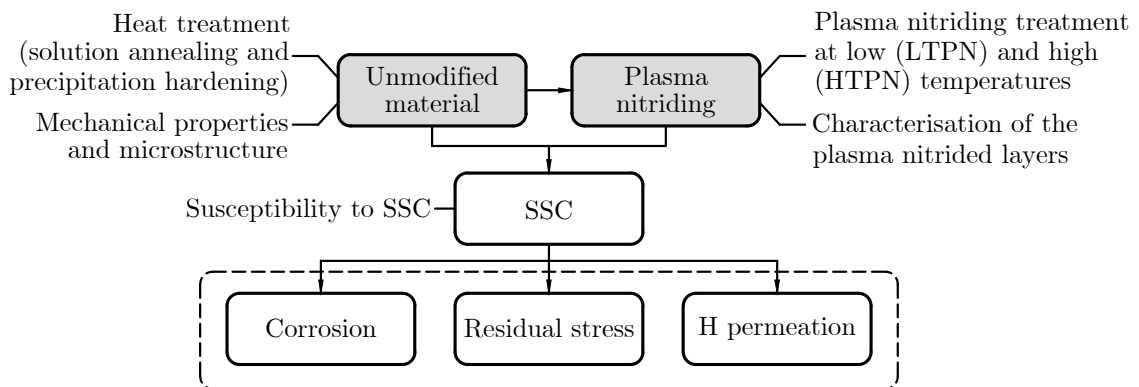 Heat treatment
(solution annealing and
precipitation hardening)
Mechanical properties
and microstructure
Unmodified
material
Plasma
nitriding
Plasma nitriding treatment
at low (LTPN) and high
(HTPN) temperatures
Characterisation of the
plasma nitrided layers
Susceptibility to SSC
SSC
Corrosion
Residual stress
H permeation